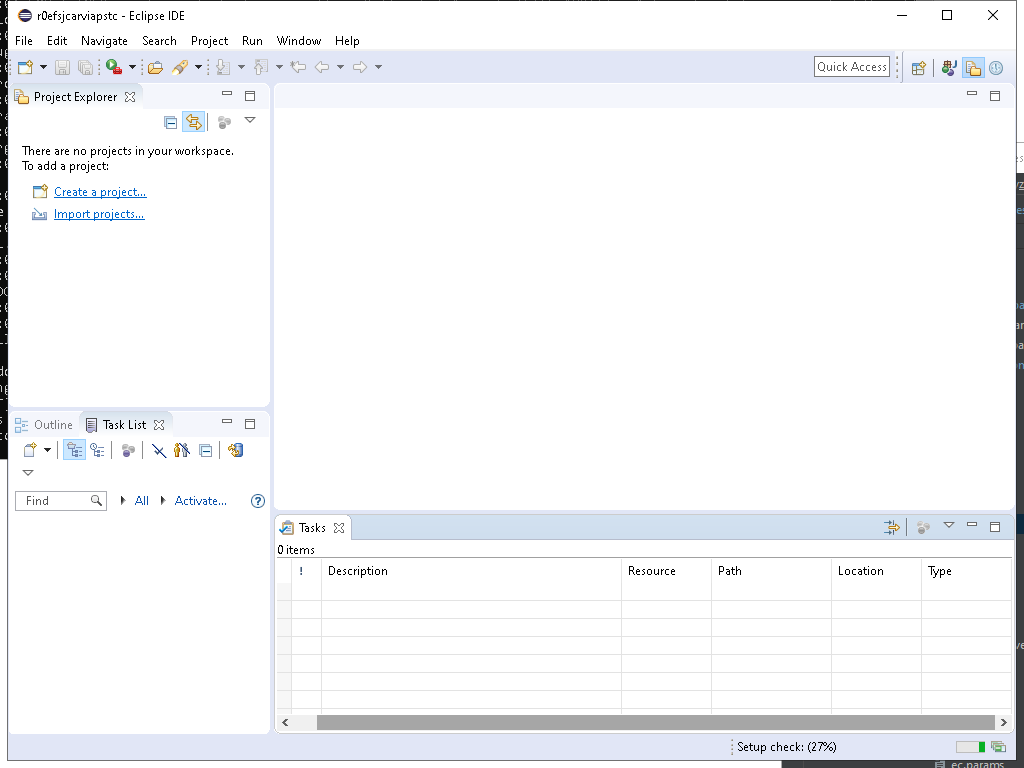 r0efsjcarviapstc - Eclipse IDE
File Edit Navigate Search Project Run Window Help
Quick Access
Project Explorer
There are no projects in your workspace.
To add a project:
Create a project...
Import projects...
Outline Task List
Find All Activate...
Tasks
0 items
! Description Resource Path Location Type
Setup check: (27%)
ec.params